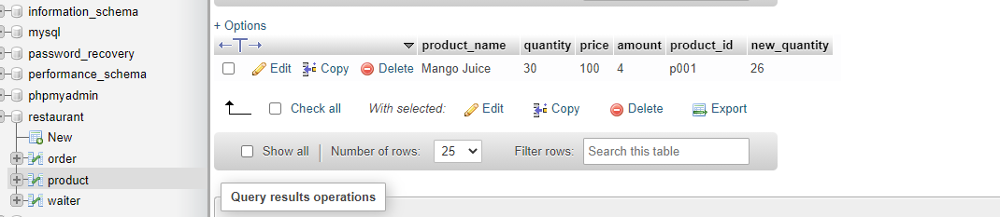 information_schema
mysql
password_recovery
performance_schema
phpmyadmin
restaurant
New
order
product
waiter
+ Options
←T→ product_name quantity price amount product_id new_quantity
Edit Copy Delete Mango Juice 30 100 4 p001 26
Check all With selected: Edit Copy Delete Export
Show all Number of rows: 25 Filter rows: Search this table
Query results operations